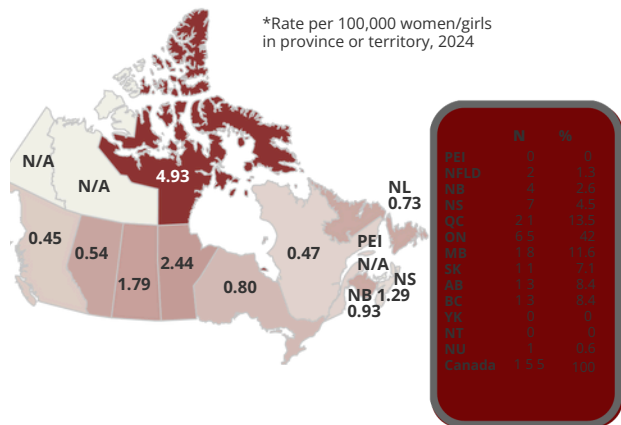 *Rate per 100,000 women/girls
in province or territory, 2024
N/A
N/A
4.93
NL
0.73
0.45
0.54
1.79
2.44
0.80
0.47
PEI
N/A
NS
1.29
NB
0.93
N %
PEI 0 0
NFLD 2 1.3
NB 4 2.6
NS 7 4.5
QC 21 13.5
ON 65 42
MB 18 11.6
SK 11 7.1
AB 13 8.4
BC 13 8.4
YK 0 0
NT 0 0
NU 1 0.6
Canada 155 100